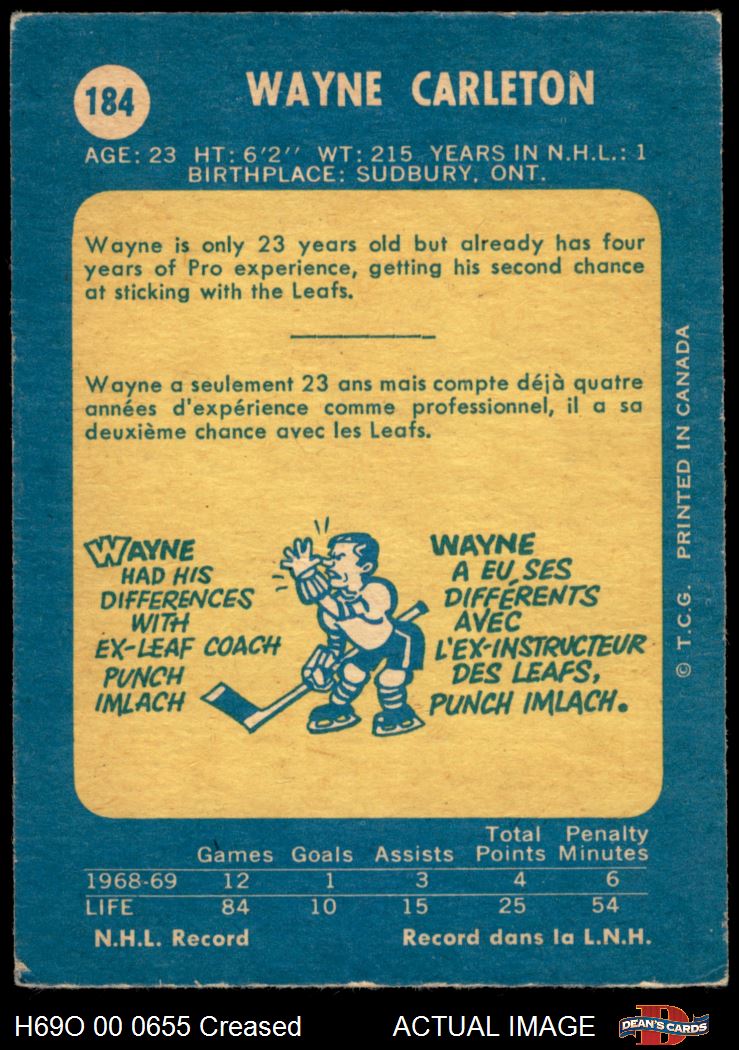 184
WAYNE CARLETON
AGE: 23 HT: 6'2'' WT: 215 YEARS IN N.H.L.: 1
BIRTHPLACE: SUDBURY, ONT.
Wayne is only 23 years old but already has four
years of Pro experience, getting his second chance
at sticking with the Leafs.
Wayne a seulement 23 ans mais compte déjà quatre
années d'expérience comme professionnel, il a sa
deuxième chance avec les Leafs.
WAYNE
HAD HIS
DIFFERENCES
WITH
EX-LEAF COACH
PUNCH
IMLACH
WAYNE
A EU SES
DIFFÉRENTS
AVEC
L'EX-INSTRUCTEUR
DES LEAFS,
PUNCH IMLACH.
© T.C.G. PRINTED IN CANADA
Total Penalty
Games Goals Assists Points Minutes
1968-69 12 1 3 4 6
LIFE 84 10 15 25 54
N.H.L. Record Record dans la L.N.H.
H69O 00 0655 Creased ACTUAL IMAGE
D
DEAN'S CARDS